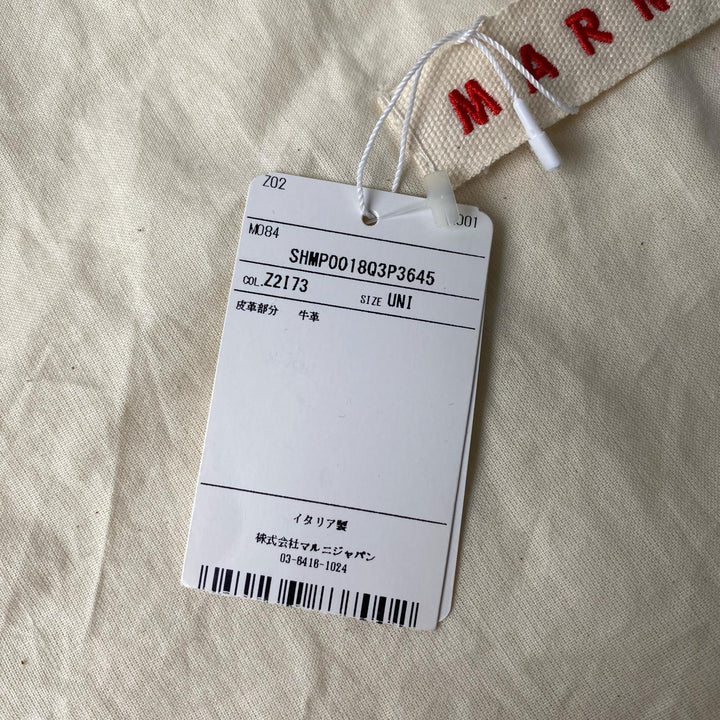 MARN
Z02
001
M084
SHMP0018Q3P3645
COL.Z2I73 SIZE UNI
皮革部分 牛革
イタリア製
株式会社マルニジャパン
03-6416-1024